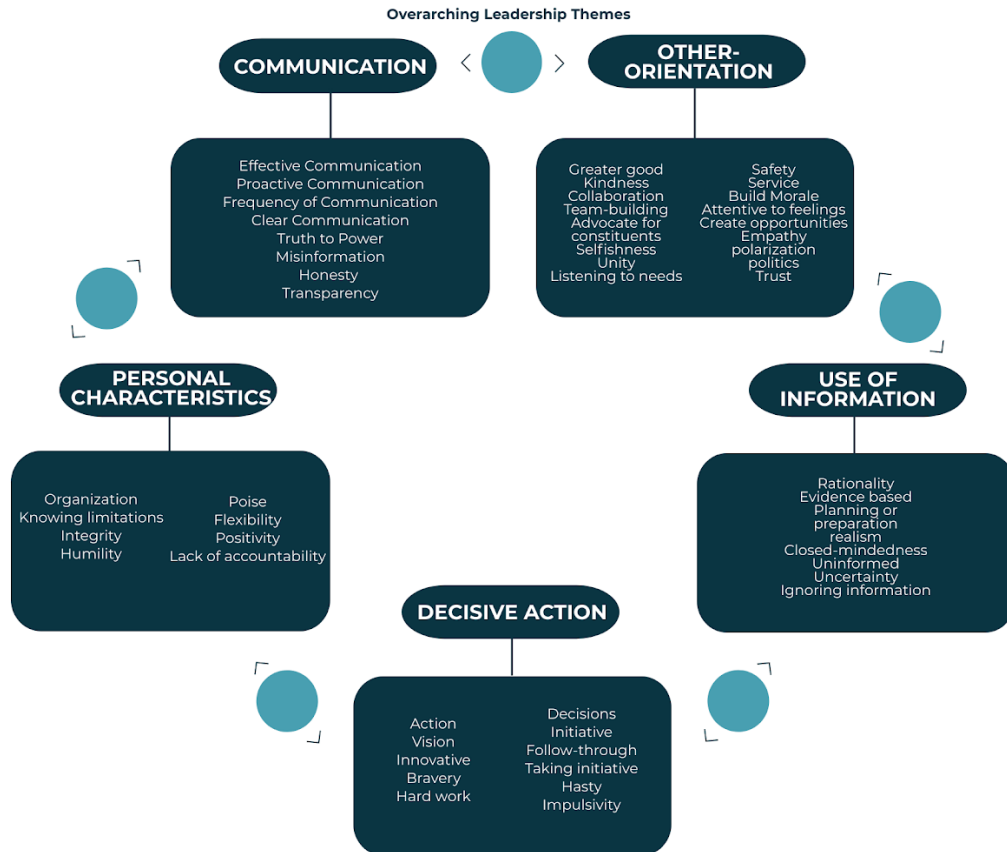 Overarching Leadership Themes
COMMUNICATION
Effective Communication
Proactive Communication
Frequency of Communication
Clear Communication
Truth to Power
Misinformation
Honesty
Transparency
OTHER-
ORIENTATION
Greater good
Kindness
Collaboration
Team-building
Advocate for
constituents
Selfishness
Unity
Listening to needs
Safety
Service
Build Morale
Attentive to feelings
Create opportunities
Empathy
polarization
politics
Trust
PERSONAL
CHARACTERISTICS
Organization
Knowing limitations
Integrity
Humility
Poise
Flexibility
Positivity
Lack of accountability
USE OF
INFORMATION
Rationality
Evidence based
Planning or
preparation
realism
Closed-mindedness
Uninformed
Uncertainty
Ignoring information
DECISIVE ACTION
Action
Vision
Innovative
Bravery
Hard work
Decisions
Initiative
Follow-through
Taking initiative
Hasty
Impulsivity